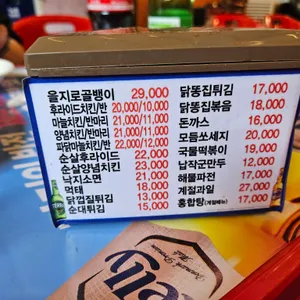 을지로골뱅이 29,000
후라이드치킨/반 20,000/10,000
마늘치킨/반마리 21,000/11,000
양념치킨/반마리 21,000/11,000
파닭마늘치킨/반 22,000/12,000
순살후라이드 22,000
순살양념치킨 23,000
낙지소면 21,000
먹태 18,000
닭껍질튀김 13,000
순대튀김 15,000
닭똥집튀김 17,000
닭똥집볶음 18,000
돈까스 16,000
모듬쏘세지 20,000
국물떡볶이 19,000
납작군만두 12,000
해물파전 17,000
계절과일 27,000
홍합탕(계절메뉴) 17,000
elly